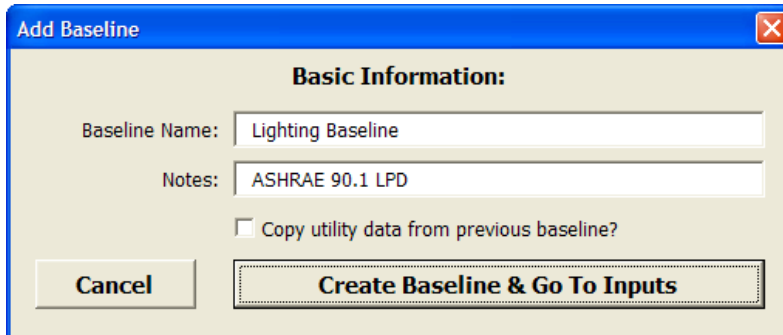 Add Baseline
Basic Information:
Baseline Name: Lighting Baseline
Notes: ASHRAE 90.1 LPD
Copy utility data from previous baseline?
Cancel Create Baseline & Go To Inputs